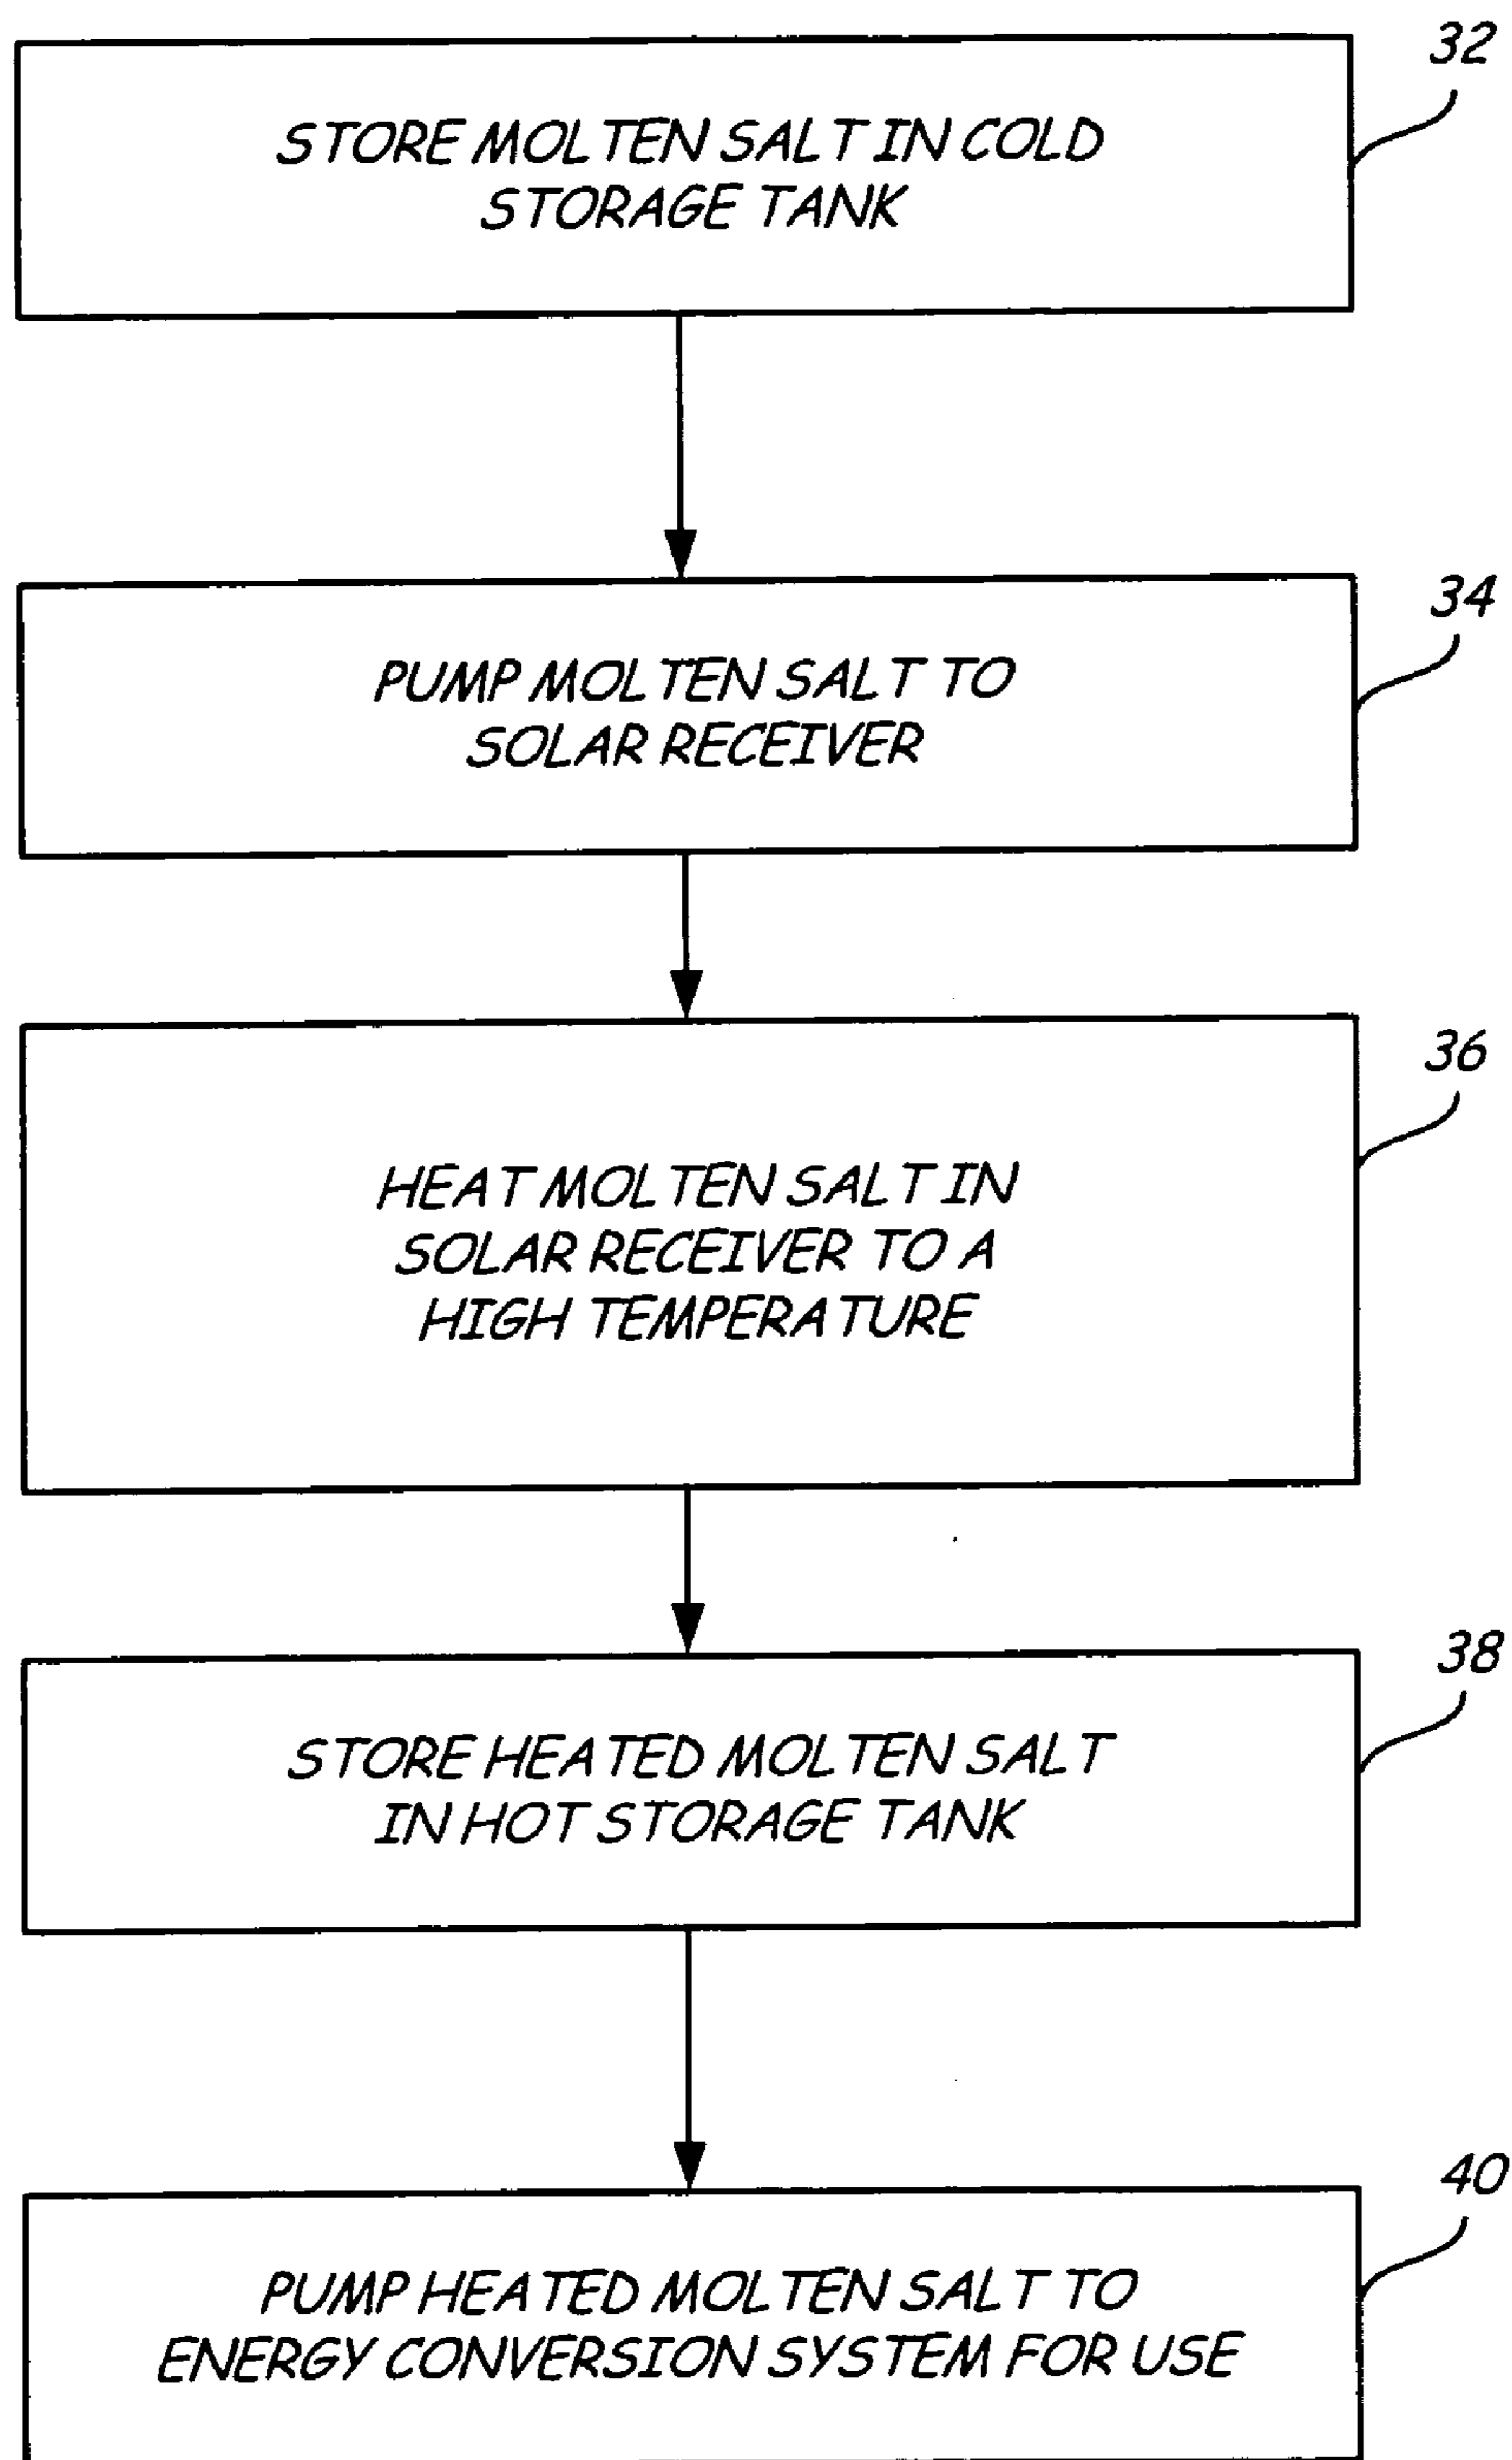 32
STORE MOLTEN SALT IN COLD
STORAGE TANK
34
PUMP MOLTEN SALT TO
SOLAR RECEIVER
36
HEAT MOLTEN SALT IN
SOLAR RECEIVER TO A
HIGH TEMPERATURE
38
STORE HEATED MOLTEN SALT
IN HOT STORAGE TANK
40
PUMP HEATED MOLTEN SALT TO
ENERGY CONVERSION SYSTEM FOR USE